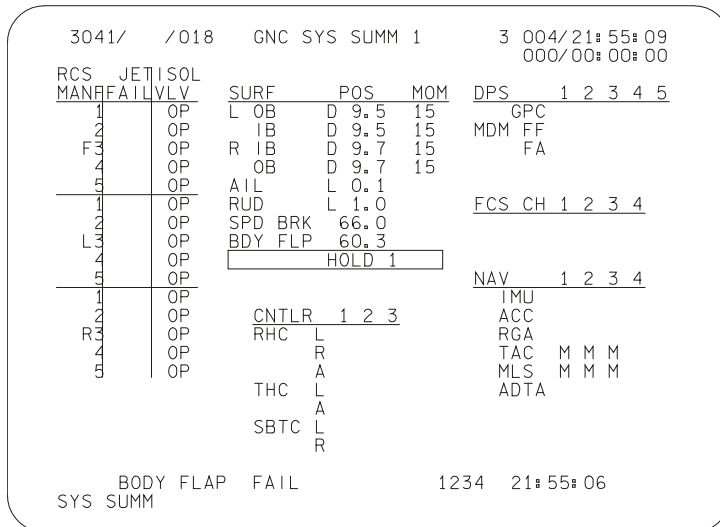 3041/ /018 GNC SYS SUMM 1 3 004/21:55:09
000/00:00:00
RCS JET ISOL
MANF FAIL VLV SURF POS MOM DPS 1 2 3 4 5
1 OP L OB D 9.5 15 GPC
2 OP IB D 9.5 15 MDM FF
F3 OP R IB D 9.7 15 FA
4 OP OB D 9.7 15
5 OP AIL L 0.1
1 OP RUD L 1.0 FCS CH 1 2 3 4
2 OP SPD BRK 66.0
L3 OP BDY FLP 60.3
4 OP HOLD 1
5 OP NAV 1 2 3 4
1 OP IMU
2 OP CNTLR 1 2 3 ACC
R3 OP RHC L RGA
4 OP R TAC M M M
5 OP A MLS M M M
THC L ADTA
A
SBTC L
R
BODY FLAP FAIL 1234 21:55:06
SYS SUMM